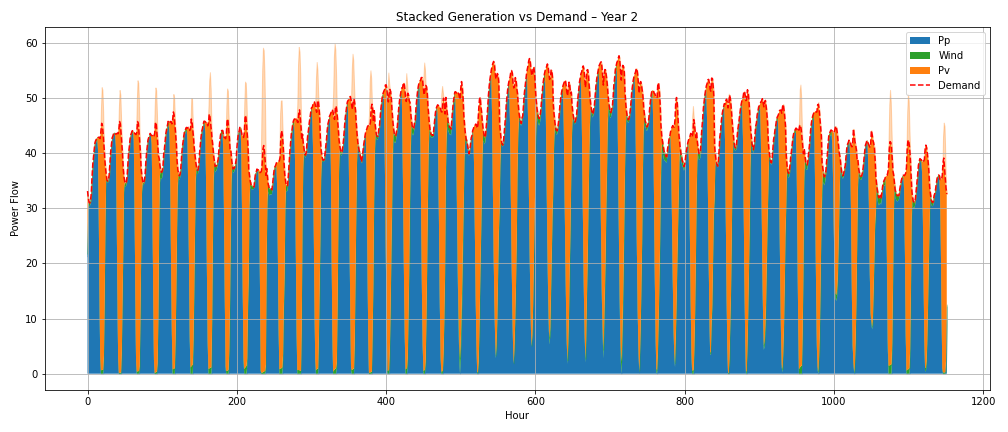 Stacked Generation vs Demand – Year 2
Power Flow
60
50
40
30
20
10
0
0
200
400
600
800
1000
1200
Hour
Pp
Wind
Pv
Demand